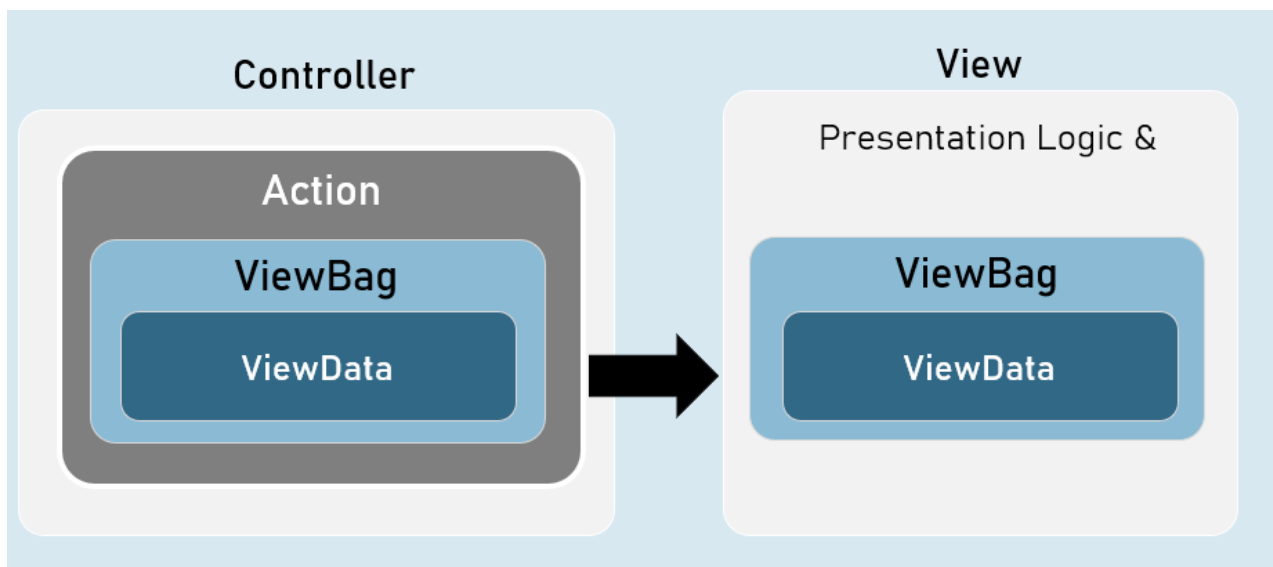 Controller
Action
ViewBag
ViewData
View
Presentation Logic &
ViewBag
ViewData